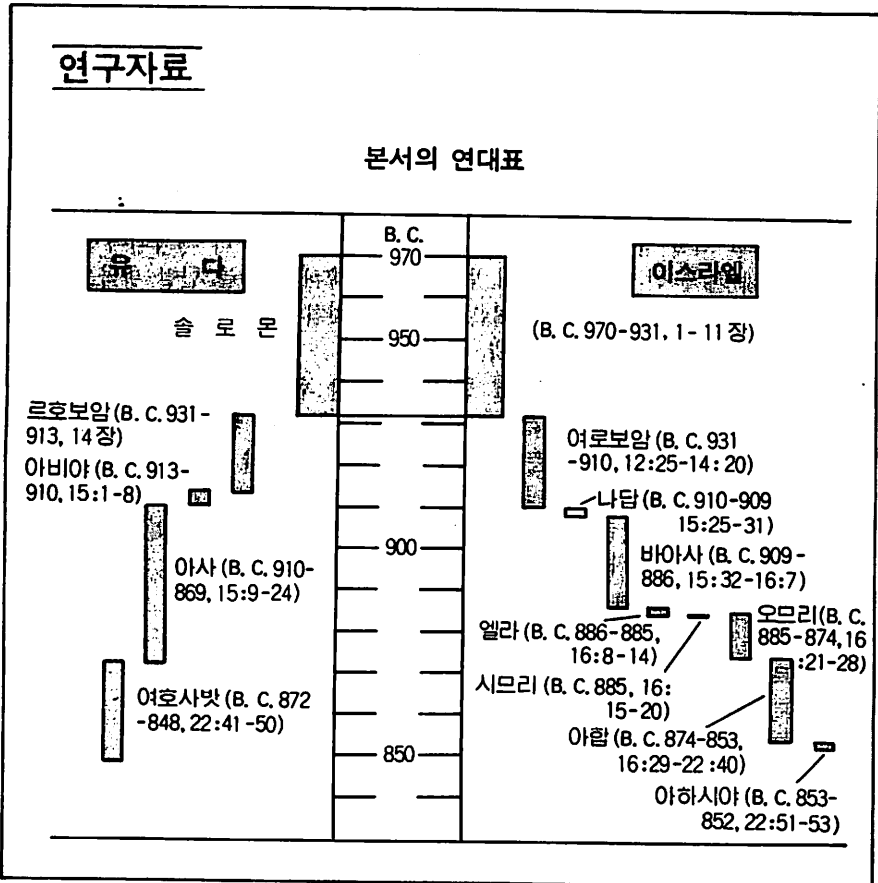 연구자료
본서의 연대표
유 다
B. C.
970
이스라엘
솔 로 몬
950
(B. C. 970-931, 1-11장)
르호보암 (B. C. 931-
913, 14장)
아비야 (B. C. 913-
910, 15:1-8)
여로보암 (B. C. 931
-910, 12:25-14:20)
나답 (B. C. 910-909
15:25-31)
900
아사 (B. C. 910-
869, 15:9-24)
바아사 (B. C. 909-
886, 15:32-16:7)
엘라 (B. C. 886-885,
16:8-14)
오므리 (B. C.
885-874, 16
:21-28)
시므리 (B. C. 885, 16:
15-20)
여호사밧 (B. C. 872
-848, 22:41-50)
850
아합 (B. C. 874-853,
16:29-22:40)
아하시야 (B. C. 853-
852, 22:51-53)